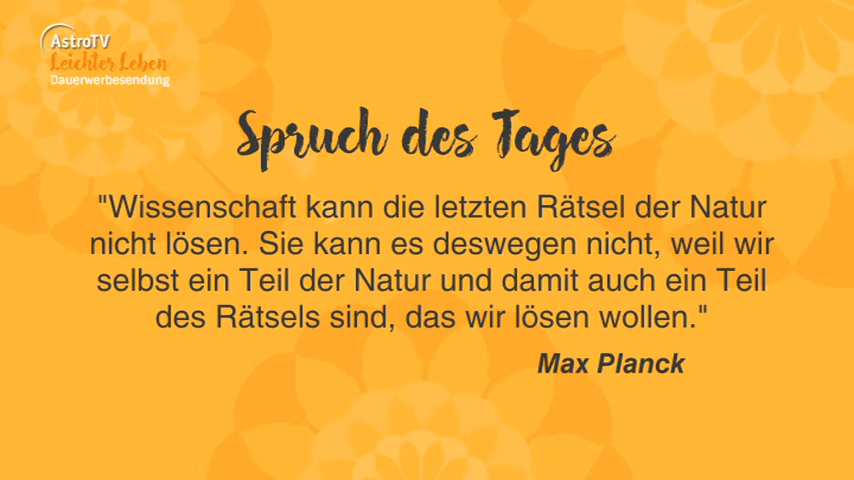 AstroTV
Leichter Leben
Dauerwerbesendung
Spruch des Tages
"Wissenschaft kann die letzten Rätsel der Natur
nicht lösen. Sie kann es deswegen nicht, weil wir
selbst ein Teil der Natur und damit auch ein Teil
des Rätsels sind, das wir lösen wollen."
Max Planck